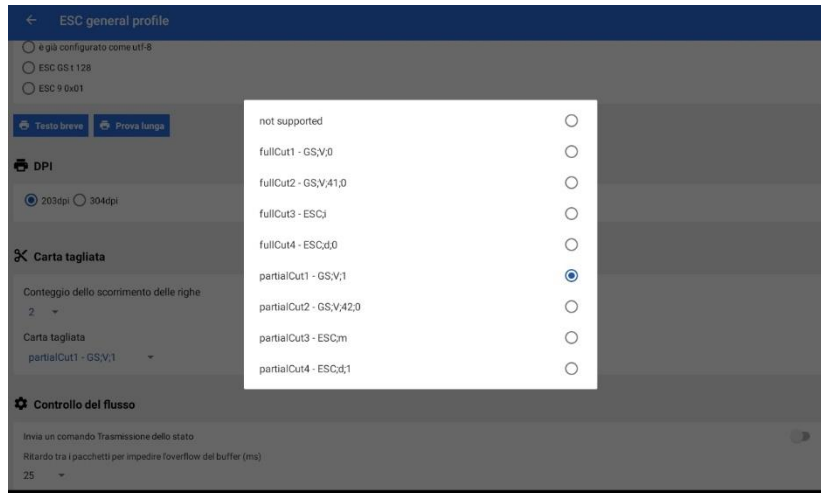 ESC general profile
è già configurato come utf-8
ESC GS t 128
ESC 9 0x01
Testo breve
Prova lunga
DPI
203dpi
304dpi
Carta tagliata
Conteggio dello scorrimento delle righe
2
Carta tagliata
partialCut1 - GS;V;1
Controllo del flusso
Invia un comando Trasmissione dello stato
Ritardo tra i pacchetti per impedire l'overflow del buffer (ms)
25
not supported
fullCut1 - GS;V;0
fullCut2 - GS;V;41;0
fullCut3 - ESC;i
fullCut4 - ESC;d;0
partialCut1 - GS;V;1
partialCut2 - GS;V;42;0
partialCut3 - ESC;m
partialCut4 - ESC;d;1